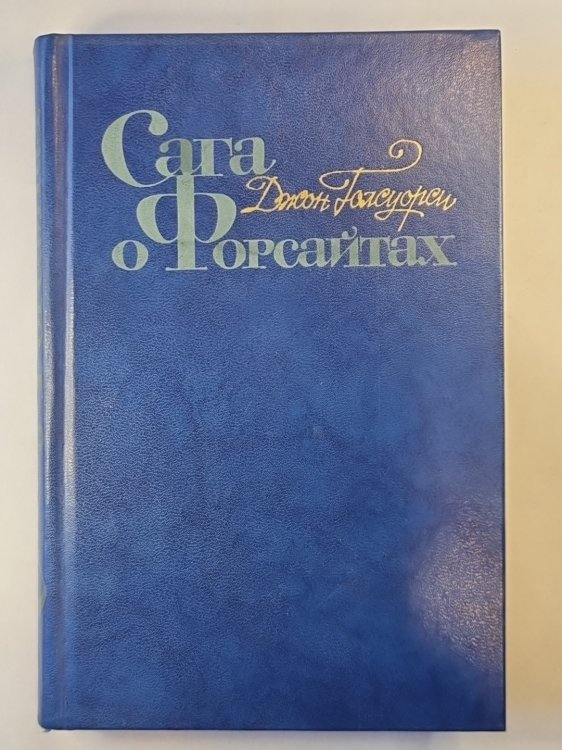 Сага
Джон Голсуорси
о Форсайтах